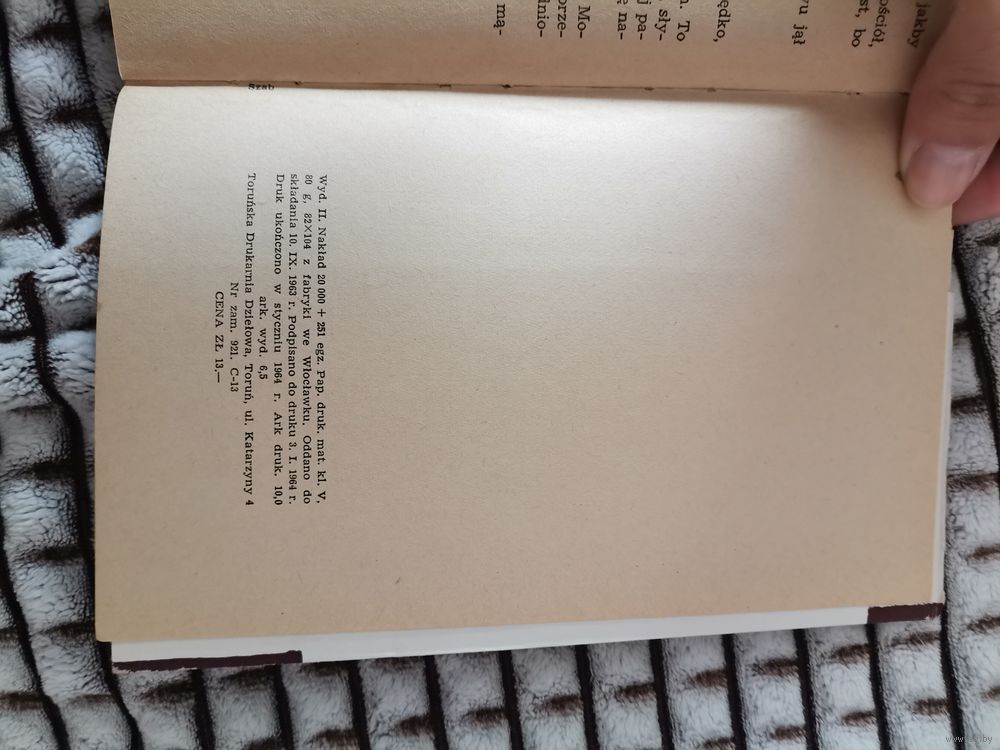 jakby
ościół,
st, bo
vu jął
ędko,
n. To
sły-
j pa-
ę na-
Mo-
orze-
dnio-
mą-
Wyd. II. Nakład 20 000 + 251 egz. Pap. druk. mat. kl. V,
80 g, 82×104 z fabryki we Włocławku. Oddano do
składania 10. IX. 1963 r. Podpisano do druku 3. I. 1964 r.
Druk ukończono w styczniu 1964 r. Ark druk. 10,0
ark. wyd. 6,5
Toruńska Drukarnia Dziełowa, Toruń, ul. Katarzyny 4
Nr zam. 921. C-13
CENA ZŁ 13.—